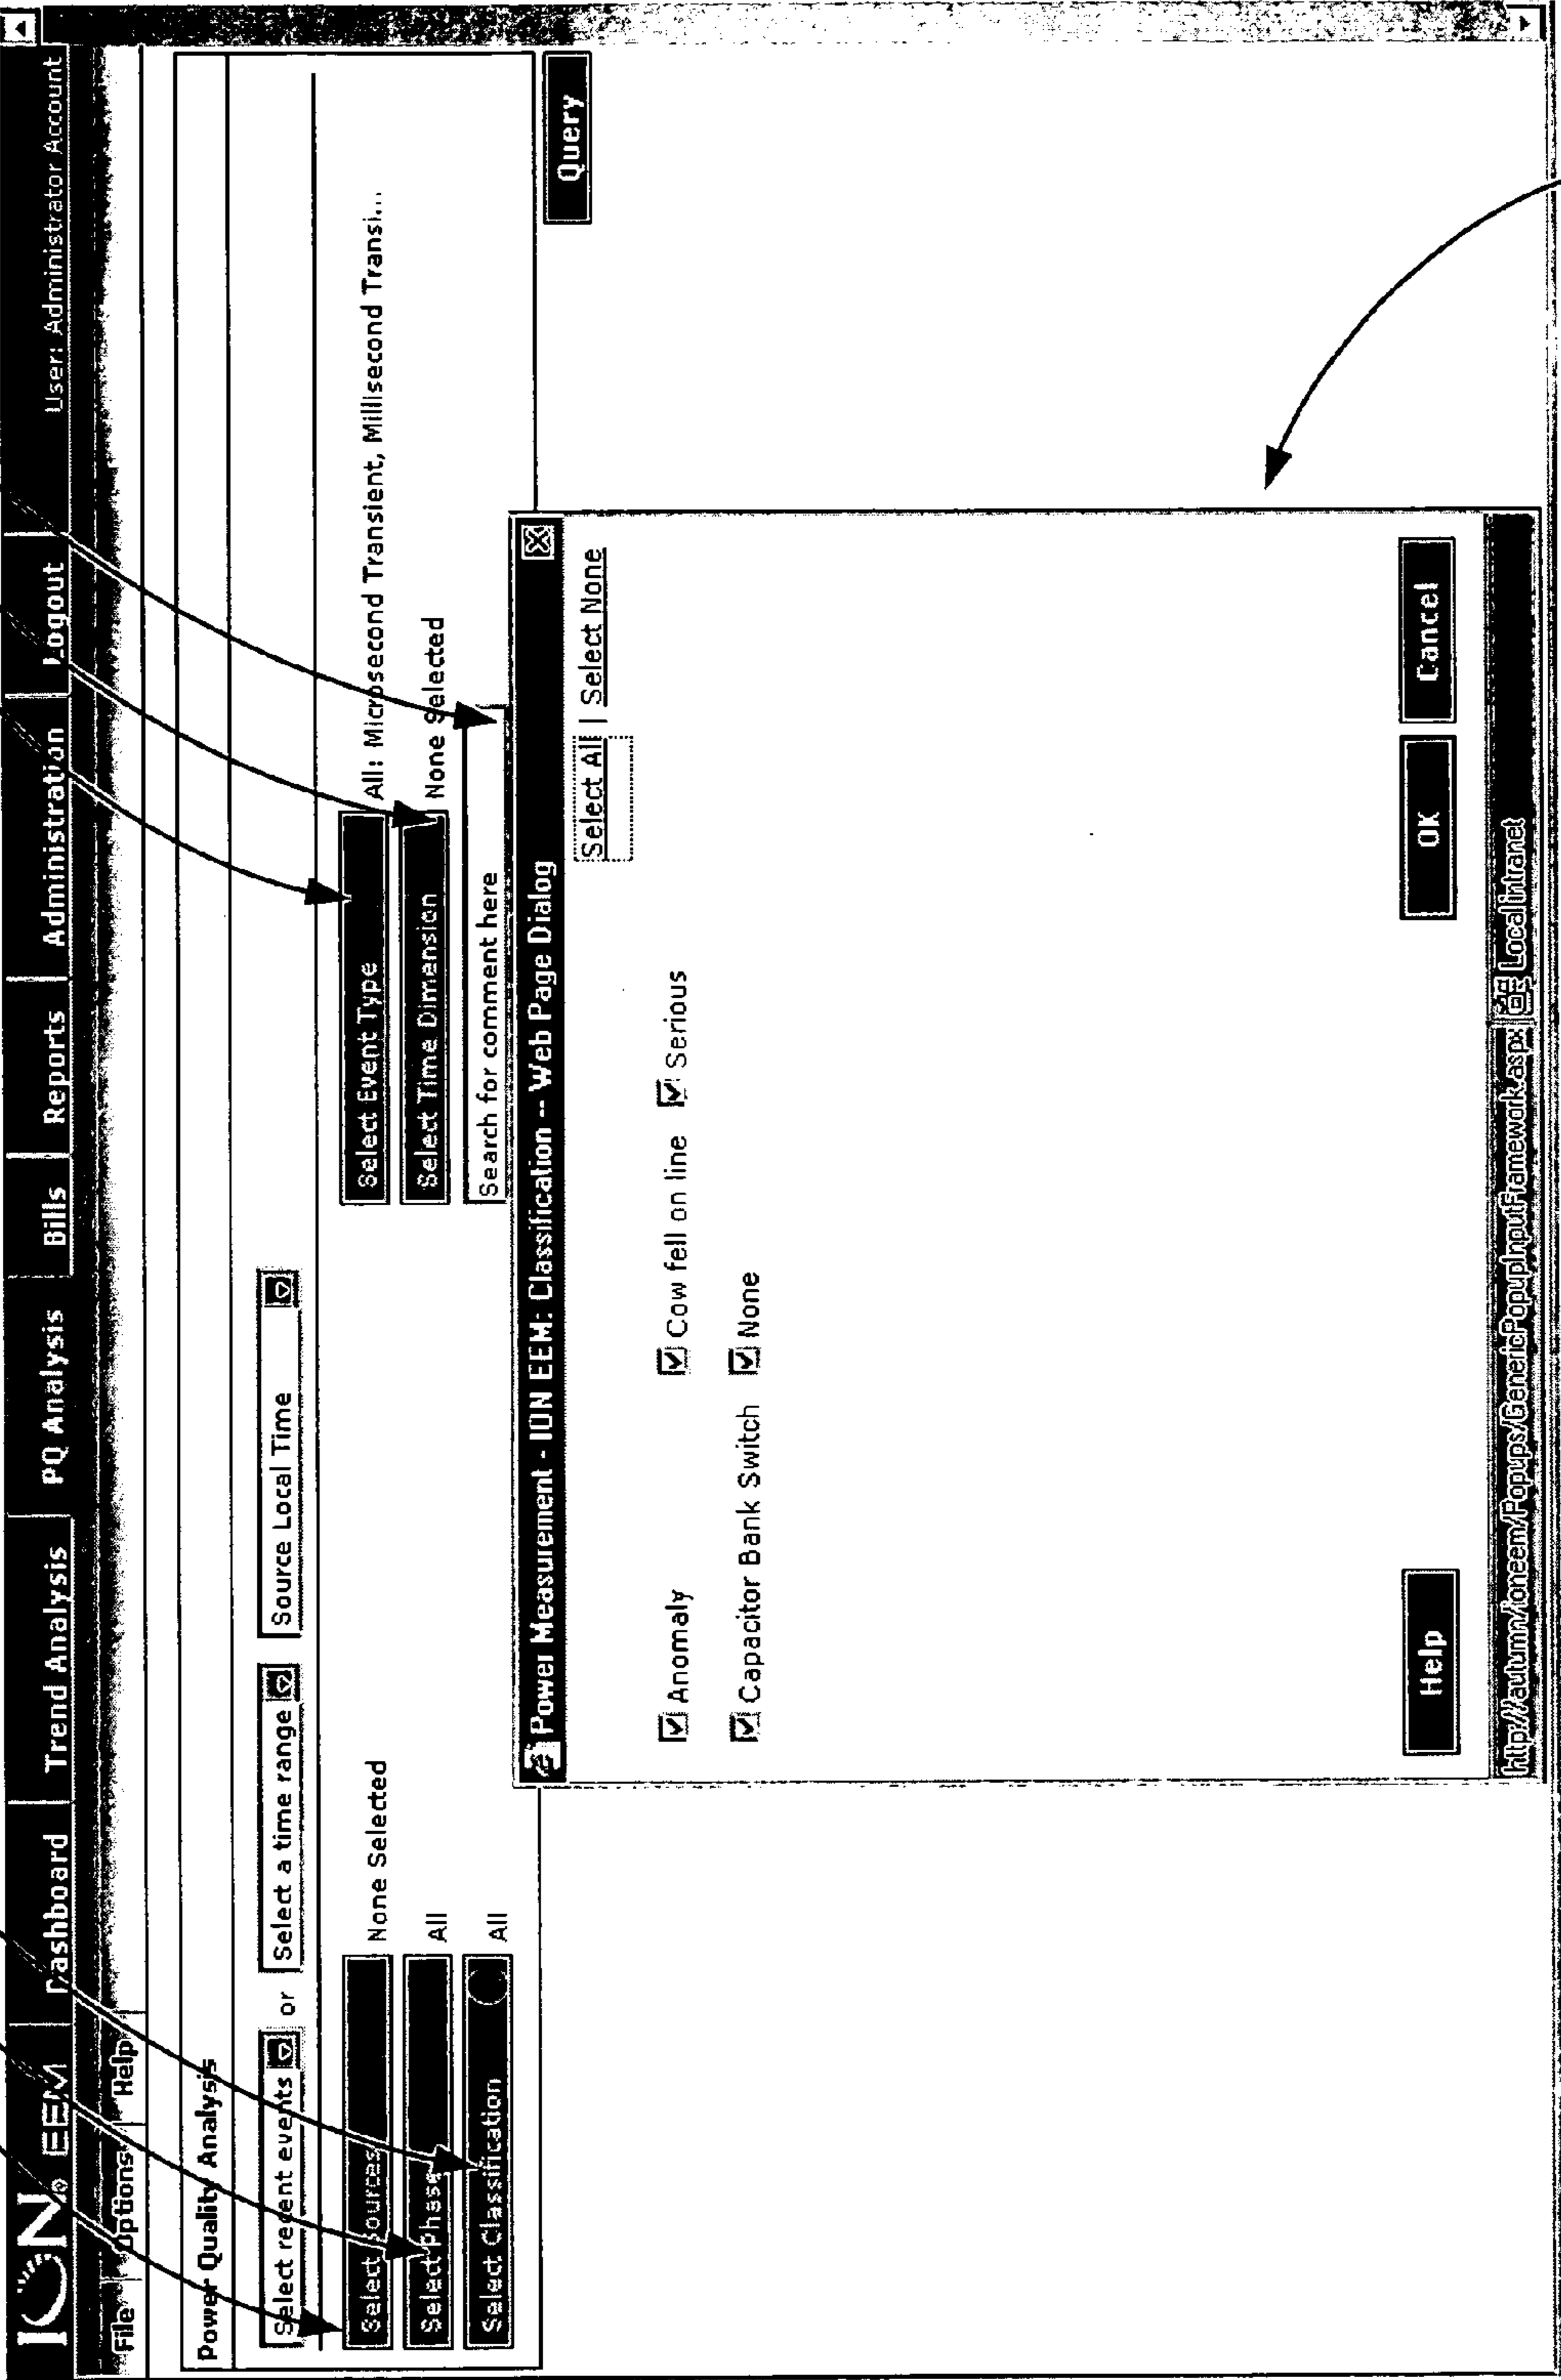 ION® EEM Dashboard Trend Analysis PQ Analysis Bills Reports Administration Logout User: Administrator Account
File Options Help
Power Quality Analysis
Select recent events or Select a time range Source Local Time
Select Sources None Selected Select Event Type All: Microsecond Transient, Millisecond Transi...
Select Phase All Select Time Dimension None Selected
Select Classification All Search for comment here
Power Measurement - ION EEM: Classification -- Web Page Dialog
Query
Select All | Select None
Anomaly Cow fell on line Serious
Capacitor Bank Switch None
Help OK Cancel
http://autumn/ioneem/Popups/GenericPopupInputFramework.aspx Local intranet